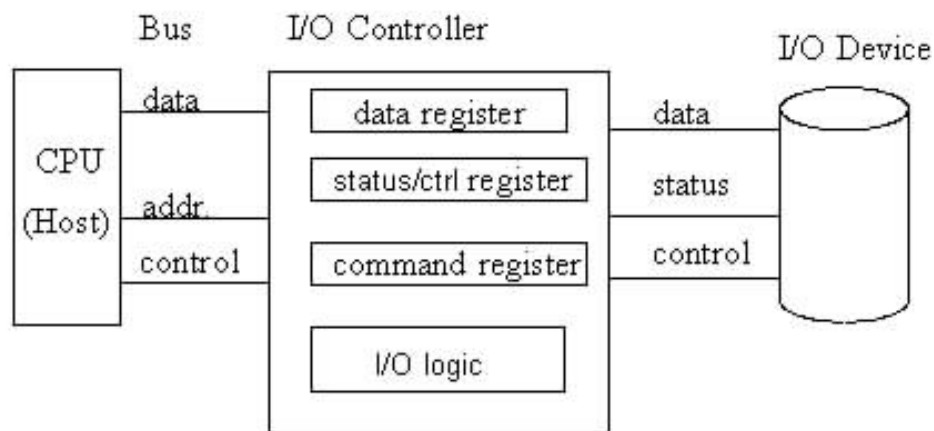 Bus
I/O Controller
I/O Device
data
data register
data
CPU
(Host)
status/ctrl register
status
addr.
control
command register
control
I/O logic